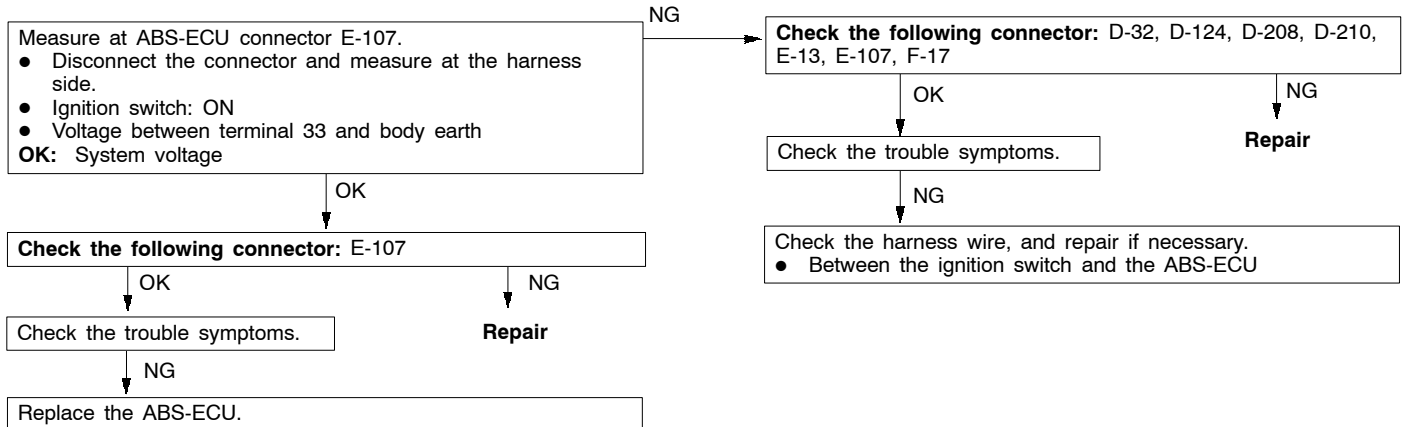 Measure at ABS-ECU connector E-107.
● Disconnect the connector and measure at the harness
side.
● Ignition switch: ON
● Voltage between terminal 33 and body earth
OK: System voltage
NG
Check the following connector: D-32, D-124, D-208, D-210,
E-13, E-107, F-17
OK
NG
Repair
Check the trouble symptoms.
NG
Check the harness wire, and repair if necessary.
● Between the ignition switch and the ABS-ECU
OK
Check the following connector: E-107
OK
NG
Repair
Check the trouble symptoms.
NG
Replace the ABS-ECU.